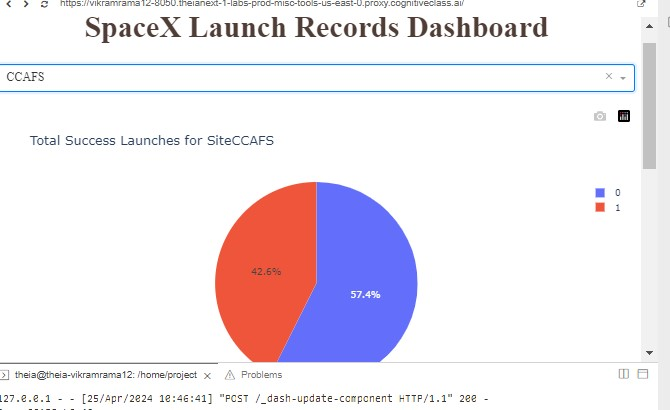 https://vikramrama12-8050.theianext-1-labs-prod-misc-tools-us-east-0.proxy.cognitiveclass.ai/
SpaceX Launch Records Dashboard
CCAFS
Total Success Launches for SiteCCAFS
0
1
42.6%
57.4%
theia@theia-vikramrama12: /home/project
Problems
127.0.0.1 - - [25/Apr/2024 10:46:41] "POST /_dash-update-component HTTP/1.1" 200 -